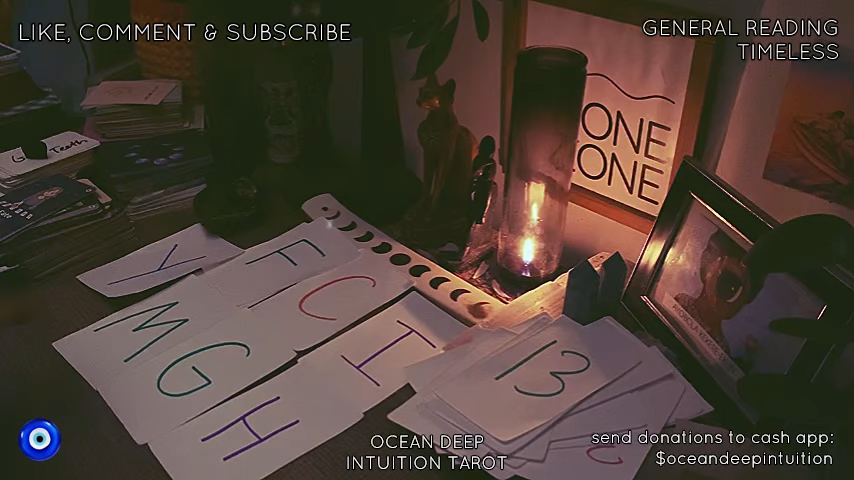 LIKE, COMMENT & SUBSCRIBE
GENERAL READING
TIMELESS
ONE
ONE
Teeth
Y
F
C
M
G
I
H
13
OCEAN DEEP
INTUITION TAROT
send donations to cash app:
$oceandeepintuition